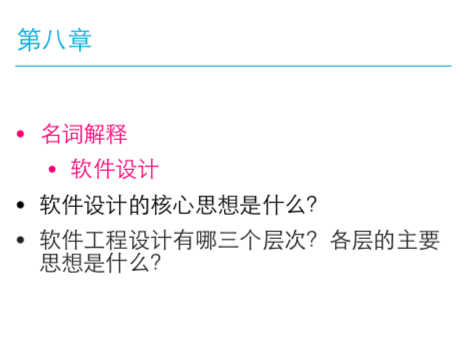 第八章
• 名词解释
• 软件设计
• 软件设计的核心思想是什么？
• 软件工程设计有哪三个层次？各层的主要
思想是什么？